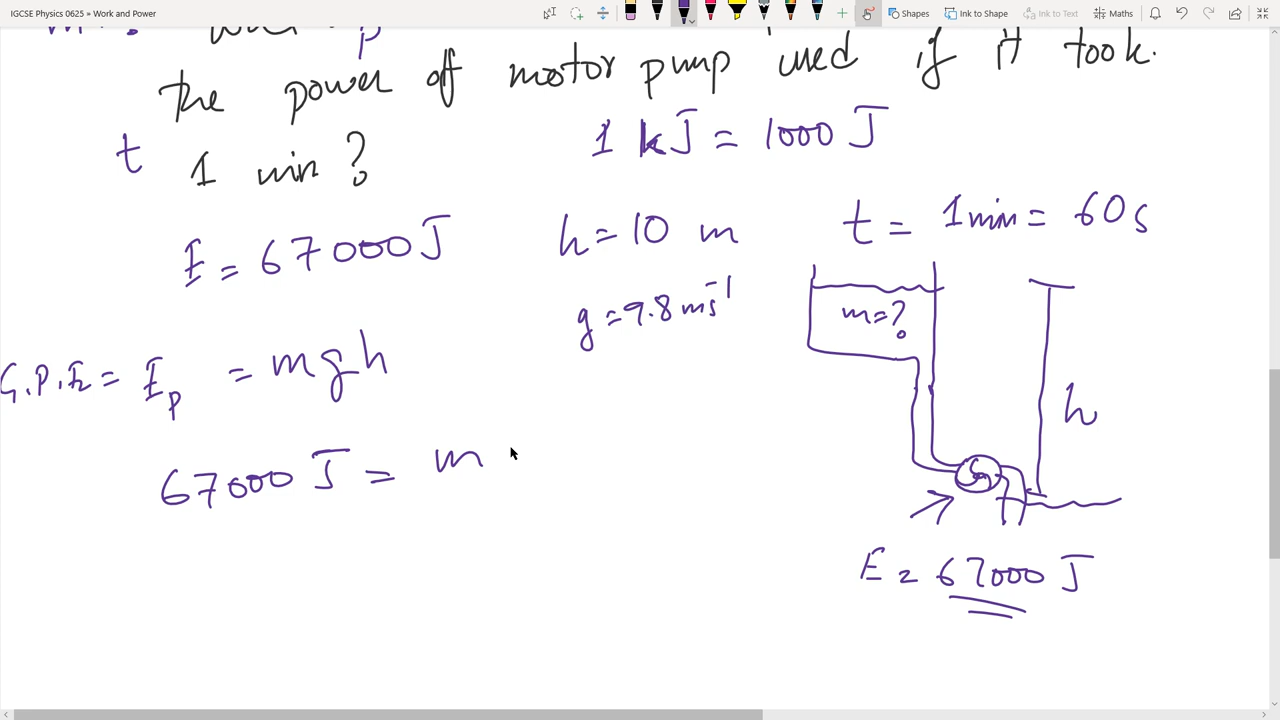 IGCSE Physics 0625 » Work and Power
Shapes Ink to Shape Ink to Text Maths
p
the power of motor pump used if it took.
t 1 min ?
1 kJ = 1000 J
E = 67000 J
h = 10 m
t = 1 min = 60 s
g = 9.8 ms⁻¹
m = ?
G.P.E = Ep = mgh
h
67000 J = m
E = 67000 J